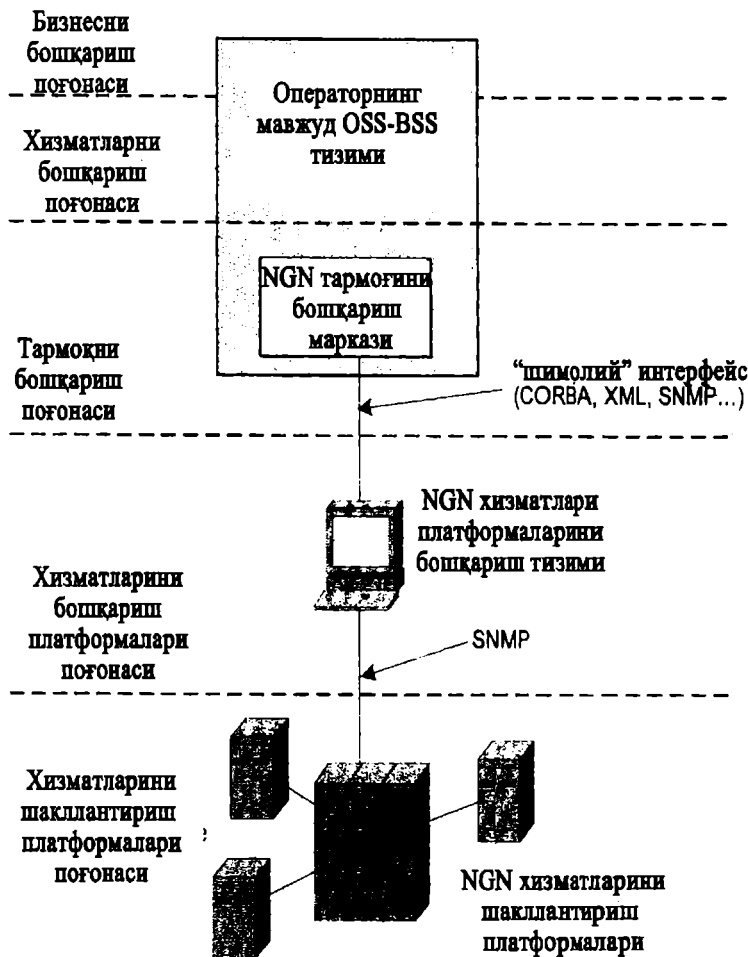 Бизнесни
бошқариш
поғонаси
Операторнинг
мавжуд OSS-BSS
тизими
Хизматларни
бошқариш
поғонаси
NGN тармоғини
бошқариш
маркази
Тармоқни
бошқариш
поғонаси
“шимолий” интерфейс
(CORBA, XML, SNMP...)
NGN хизматлари
платформаларини
бошқариш тизими
Хизматларини
бошқариш
платформалари
поғонаси
SNMP
Хизматларини
шакллантириш
платформалари
поғонаси
NGN хизматларини
шакллантириш
платформалари